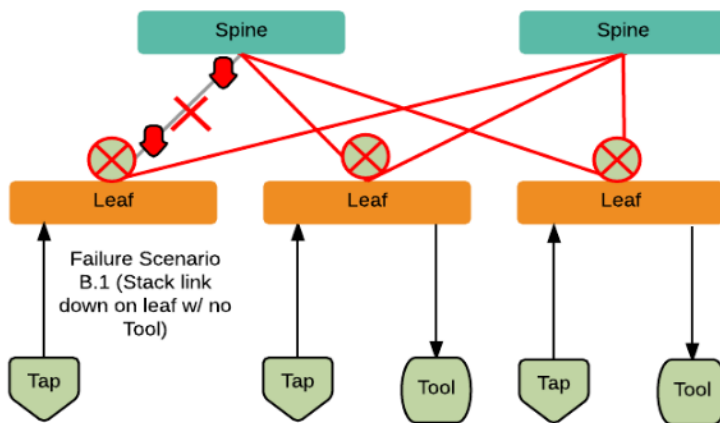 Spine
Spine
Leaf
Leaf
Leaf
Failure Scenario
B.1 (Stack link
down on leaf w/ no
Tool)
Tap
Tap
Tool
Tap
Tool